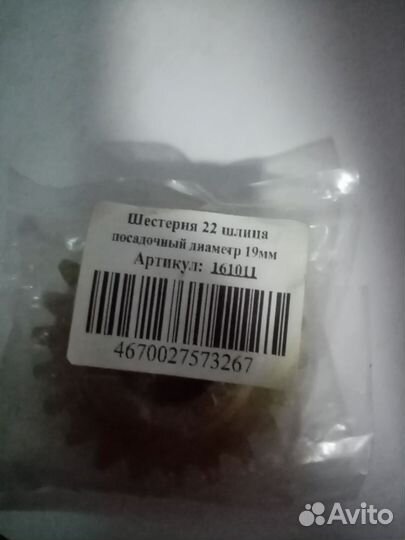 Шестерня 22 шлица
посадочный диаметр 19мм
Артикул: 161011
4670027573267
Avito